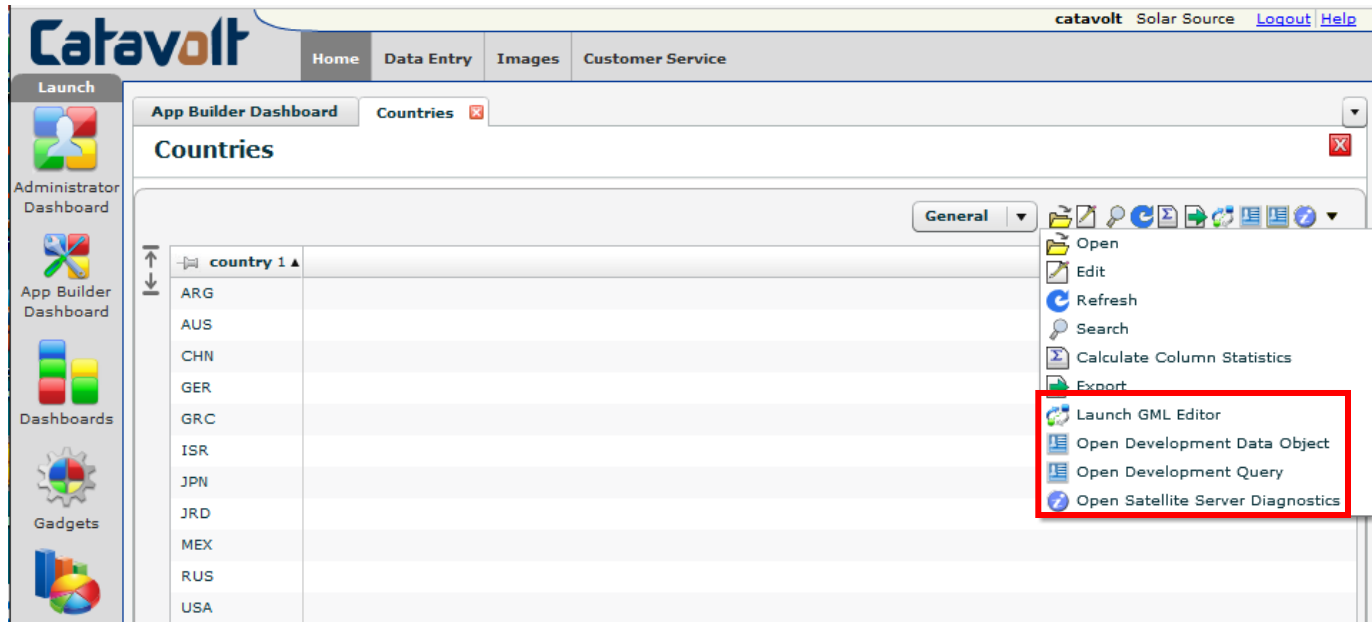 catavolt Solar Source Logout Help
Catavolt
Home Data Entry Images Customer Service
Launch
Administrator
Dashboard
App Builder
Dashboard
Dashboards
Gadgets
App Builder Dashboard Countries
Countries
General
country 1
ARG
AUS
CHN
GER
GRC
ISR
JPN
JRD
MEX
RUS
USA
Open
Edit
Refresh
Search
Calculate Column Statistics
Export
Launch GML Editor
Open Development Data Object
Open Development Query
Open Satellite Server Diagnostics